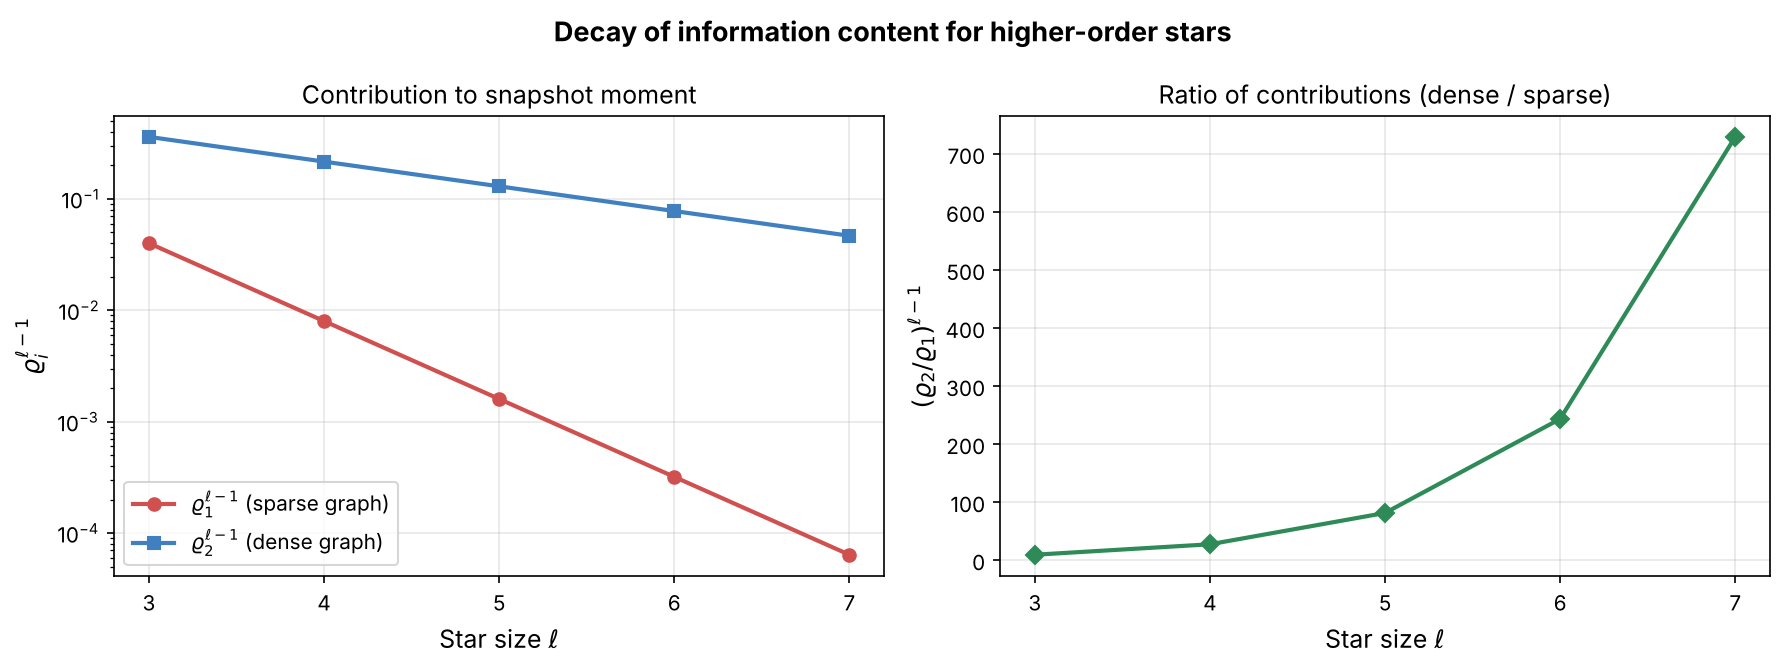 Decay of information content for higher-order stars
Contribution to snapshot moment
ϱᵢ^{ℓ−1}
10⁻¹
10⁻²
10⁻³
10⁻⁴
ϱ₁^{ℓ−1} (sparse graph)
ϱ₂^{ℓ−1} (dense graph)
3 4 5 6 7
Star size ℓ
Ratio of contributions (dense / sparse)
(ϱ₂/ϱ₁)^{ℓ−1}
700
600
500
400
300
200
100
0
3 4 5 6 7
Star size ℓ